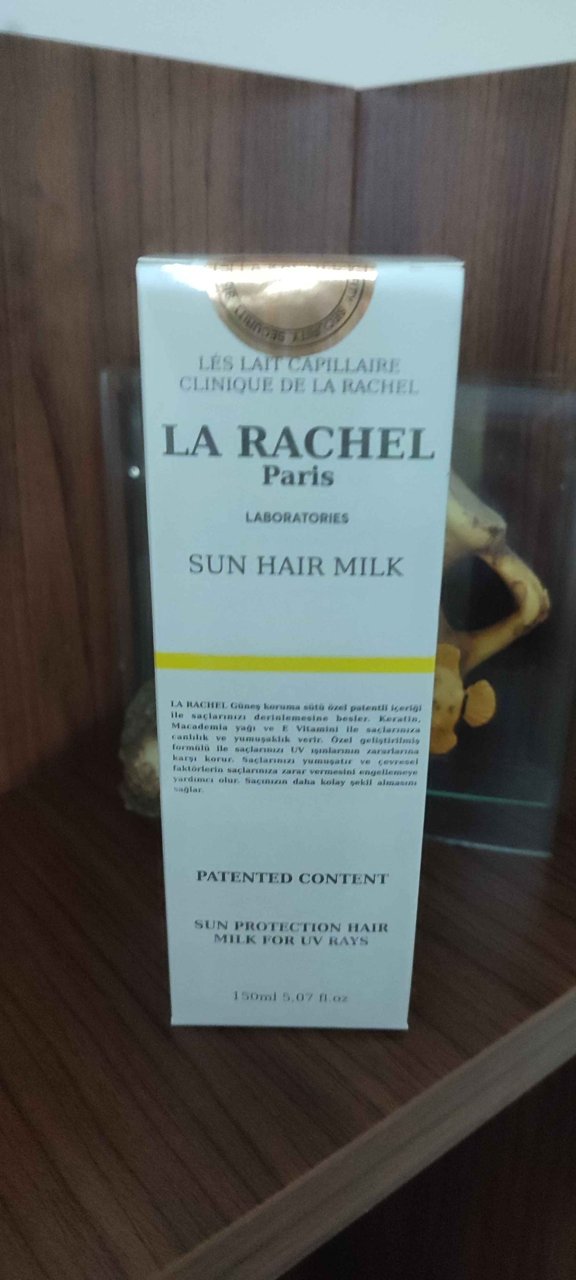 SECURITY
LES LAIT CAPILLAIRE
CLINIQUE DE LA RACHEL
LA RACHEL
Paris
LABORATORIES
SUN HAIR MILK
LA RACHEL Güneş koruma sütü özel patentli içeriği
ile saçlarınızı derinlemesine besler. Keratin,
Macademia yağı ve E Vitamini ile saçlarınıza
canlılık ve yumuşaklık verir. Özel geliştirilmiş
formülü ile saçlarınızı UV ışınlarının zararlarına
karşı korur. Saçlarınızı yumuşatır ve çevresel
faktörlerin saçlarınıza zarar vermesini engellemeye
yardımcı olur. Saçınızın daha kolay şekil almasını
sağlar.
PATENTED CONTENT
SUN PROTECTION HAIR
MILK FOR UV RAYS
150ml 5,07 fl.oz